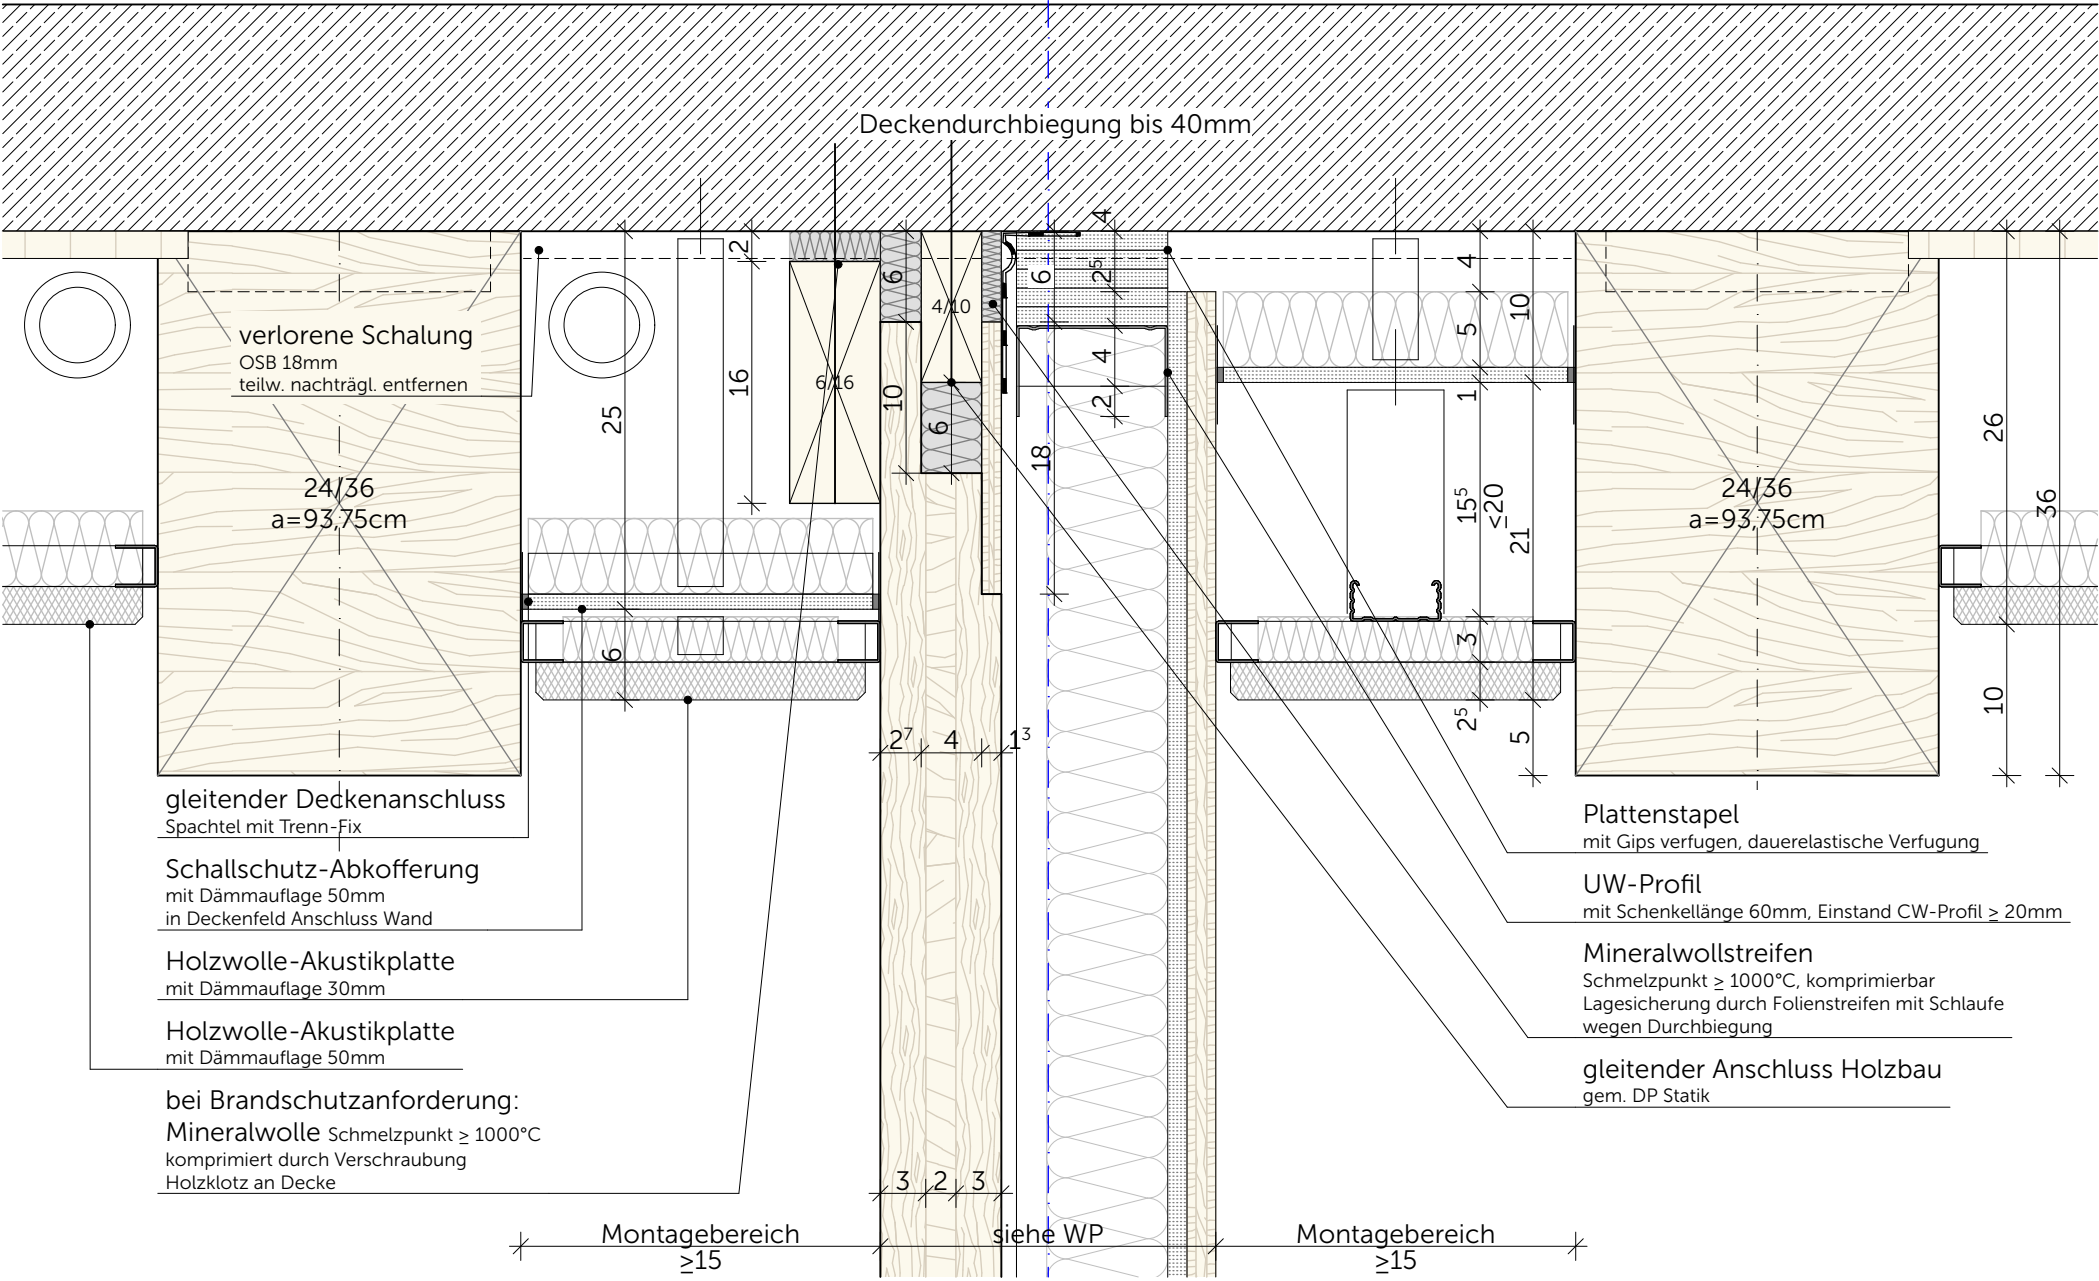 Deckendurchbiegung bis 40mm
4
2
6
6
2⁵
4
10
4/10
verlorene Schalung
OSB 18mm
teilw. nachträgl. entfernen
5
4
16
6/16
10
1
2
25
6
18
26
24/36
a=93,75cm
15⁵
≤20
21
24/36
a=93,75cm
36
6
3
2⁵
5
10
2⁷
4
1³
gleitender Deckenanschluss
Spachtel mit Trenn-Fix
Schallschutz-Abkofferung
mit Dämmauflage 50mm
in Deckenfeld Anschluss Wand
Holzwolle-Akustikplatte
mit Dämmauflage 30mm
Holzwolle-Akustikplatte
mit Dämmauflage 50mm
bei Brandschutzanforderung:
Mineralwolle Schmelzpunkt ≥ 1000°C
komprimiert durch Verschraubung
Holzklotz an Decke
Plattenstapel
mit Gips verfugen, dauerelastische Verfugung
UW-Profil
mit Schenkellänge 60mm, Einstand CW-Profil ≥ 20mm
Mineralwollstreifen
Schmelzpunkt ≥ 1000°C, komprimierbar
Lagesicherung durch Folienstreifen mit Schlaufe
wegen Durchbiegung
gleitender Anschluss Holzbau
gem. DP Statik
3
2
3
Montagebereich
≥15
siehe WP
Montagebereich
≥15